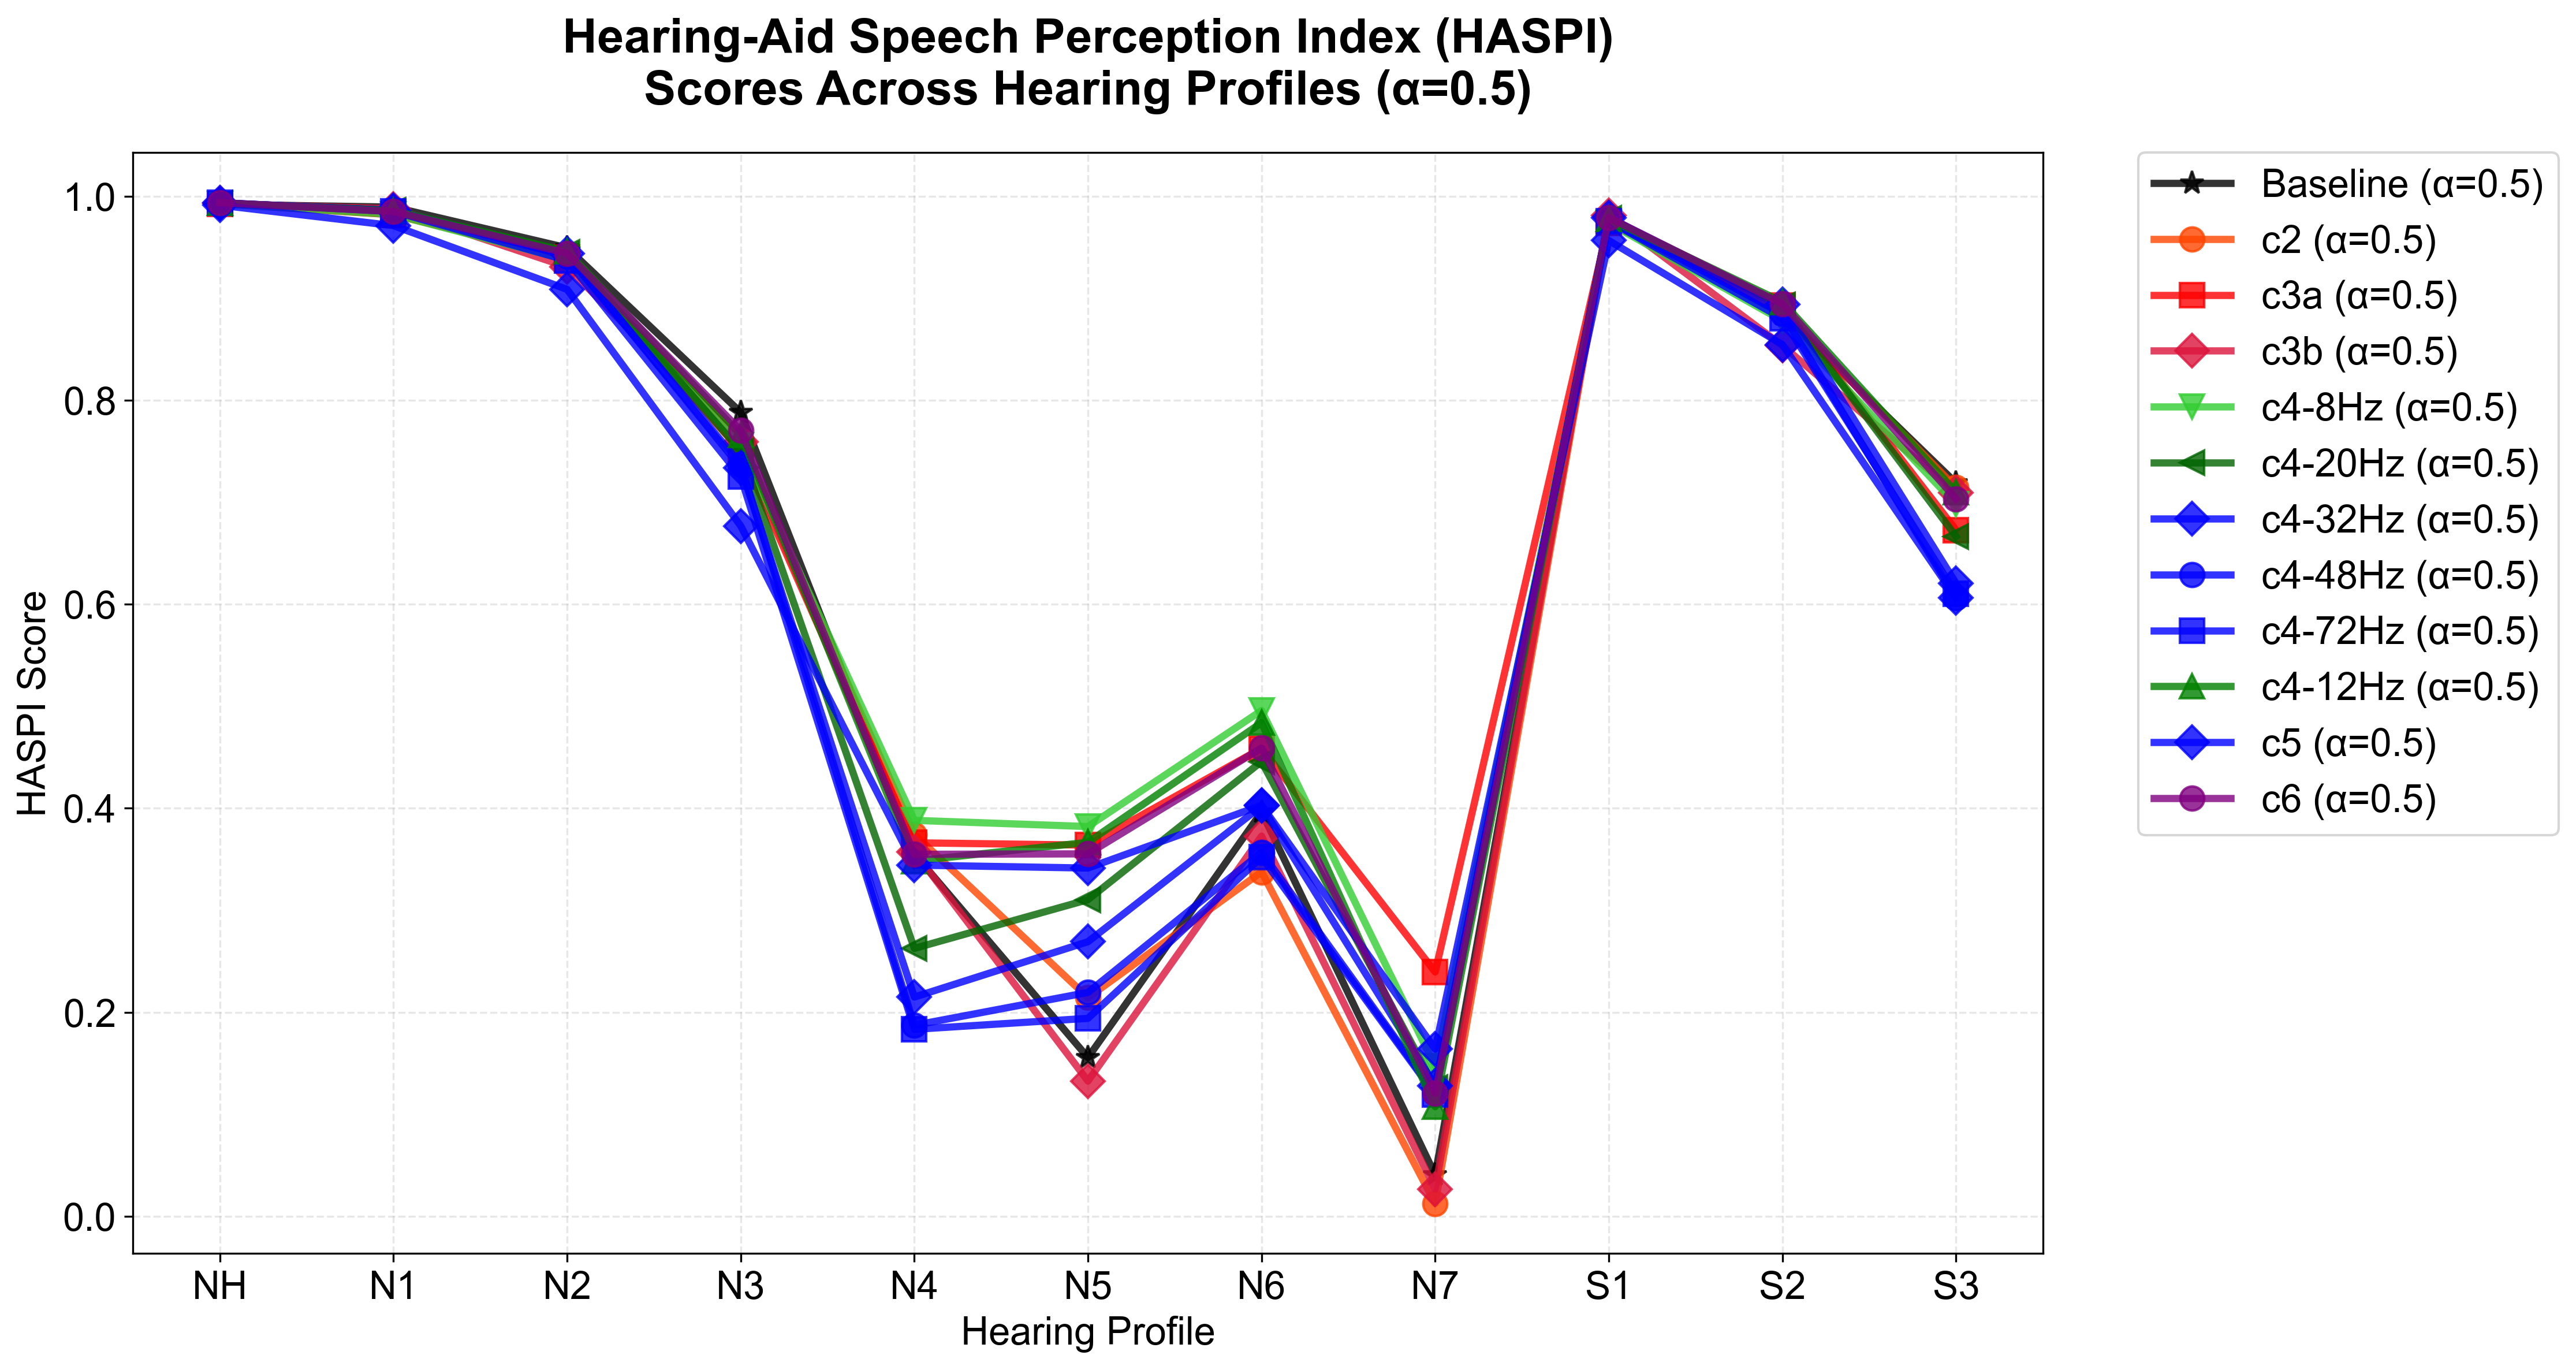 Hearing-Aid Speech Perception Index (HASPI)
Scores Across Hearing Profiles (α=0.5)
HASPI Score
1.0
0.8
0.6
0.4
0.2
0.0
NH N1 N2 N3 N4 N5 N6 N7 S1 S2 S3
Hearing Profile
Baseline (α=0.5)
c2 (α=0.5)
c3a (α=0.5)
c3b (α=0.5)
c4-8Hz (α=0.5)
c4-20Hz (α=0.5)
c4-32Hz (α=0.5)
c4-48Hz (α=0.5)
c4-72Hz (α=0.5)
c4-12Hz (α=0.5)
c5 (α=0.5)
c6 (α=0.5)